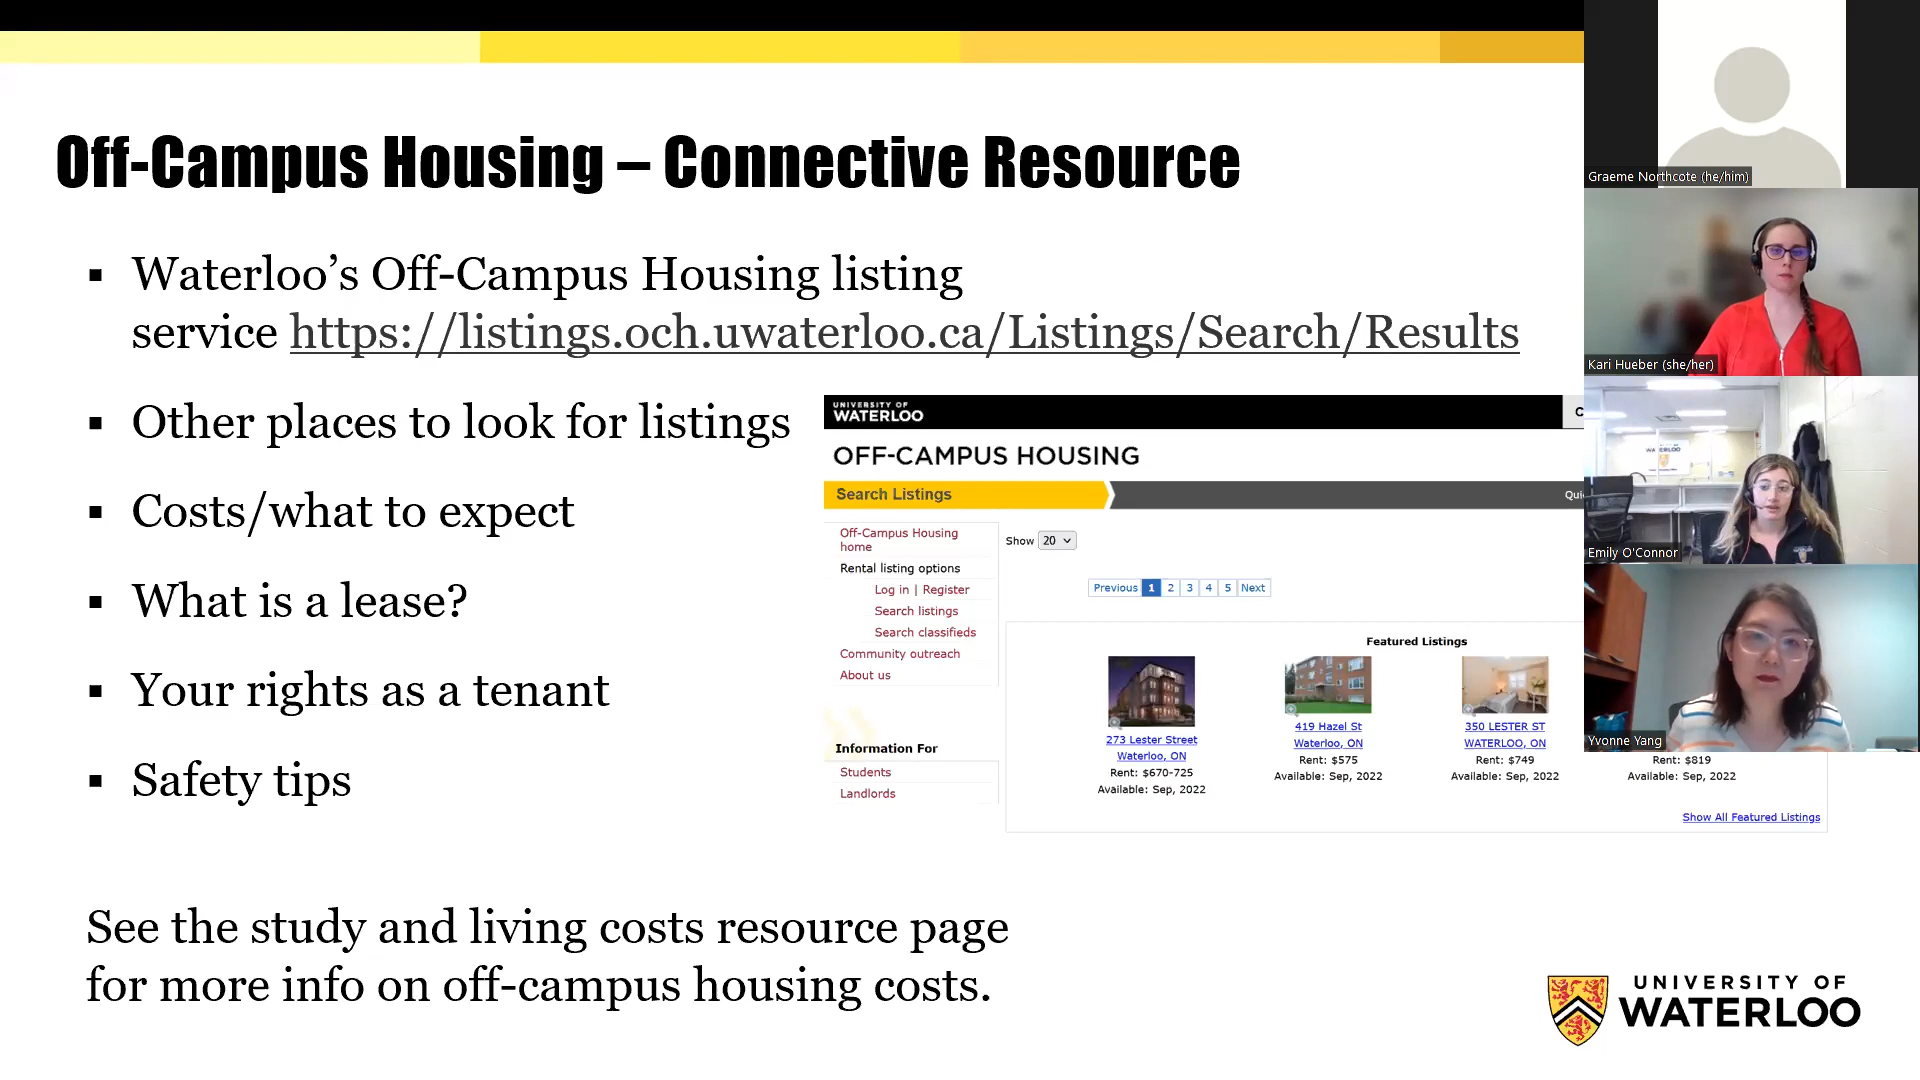 Off-Campus Housing – Connective Resource
▪ Waterloo’s Off-Campus Housing listing
service https://listings.och.uwaterloo.ca/Listings/Search/Results
▪ Other places to look for listings
▪ Costs/what to expect
▪ What is a lease?
▪ Your rights as a tenant
▪ Safety tips
See the study and living costs resource page
for more info on off-campus housing costs.
UNIVERSITY OF
WATERLOO
OFF-CAMPUS HOUSING
Search Listings
Off-Campus Housing
home
Rental listing options
Log in | Register
Search listings
Search classifieds
Community outreach
About us
Information For
Students
Landlords
Show 20
Previous 1 2 3 4 5 Next
Featured Listings
273 Lester Street
Waterloo, ON
Rent: $670-725
Available: Sep, 2022
419 Hazel St
Waterloo, ON
Rent: $575
Available: Sep, 2022
350 LESTER ST
WATERLOO, ON
Rent: $749
Available: Sep, 2022
Rent: $819
Available: Sep, 2022
Show All Featured Listings
Graeme Northcote (he/him)
Kari Hueber (she/her)
WATERLOO
Emily O'Connor
Yvonne Yang
UNIVERSITY OF
WATERLOO